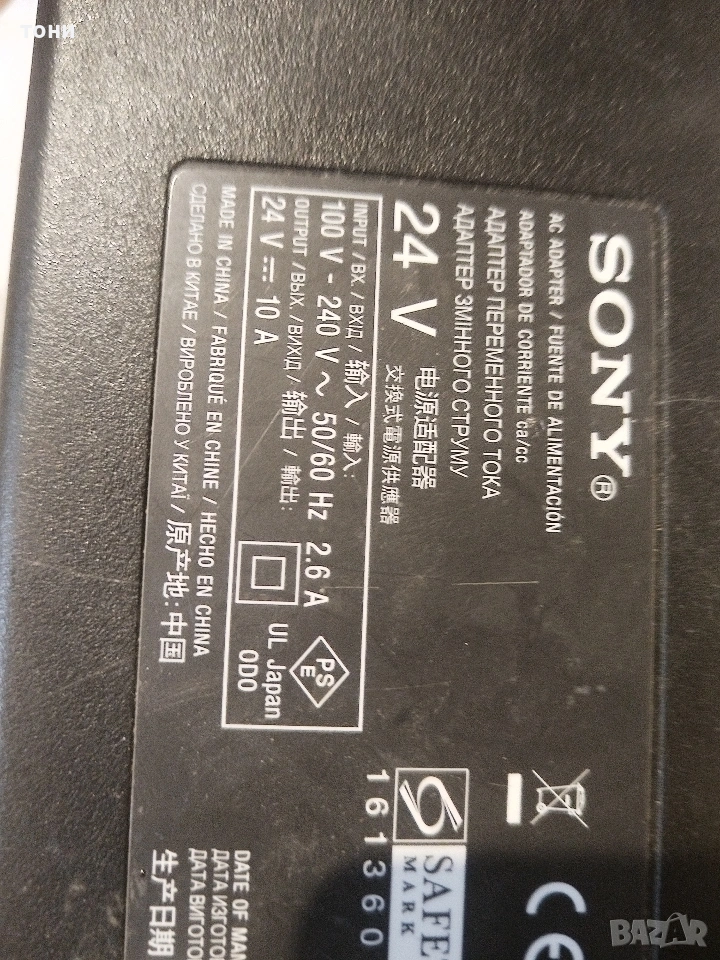 тони
SONY®
AC ADAPTER / FUENTE DE ALIMENTACIÓN
ADAPTADOR DE CORRIENTE ca/cc
АДАПТЕР ПЕРЕМЕННОГО ТОКА
АДАПТЕР ЗМІННОГО СТРУМУ
24 V 电源适配器
交換式電源供應器
INPUT / ВХ. / ВХІД / 输入 / 輸入:
100 V - 240 V ~ 50/60 Hz 2.6 A
OUTPUT / ВЫХ. / ВИХІД / 输出 / 輸出:
24 V ⎓ 10 A
PS
E
UL Japan
ODO
MADE IN CHINA / FABRIQUÉ EN CHINE / HECHO EN CHINA
СДЕЛАНО В КИТАЕ / ВИРОБЛЕНО У КИТАЇ / 原产地: 中国
CE
SAFE
MARK
161360
DATE OF MAN
ДАТА ИЗГОТО
ДАТА ВИГОТО
生产日期
BAZAR